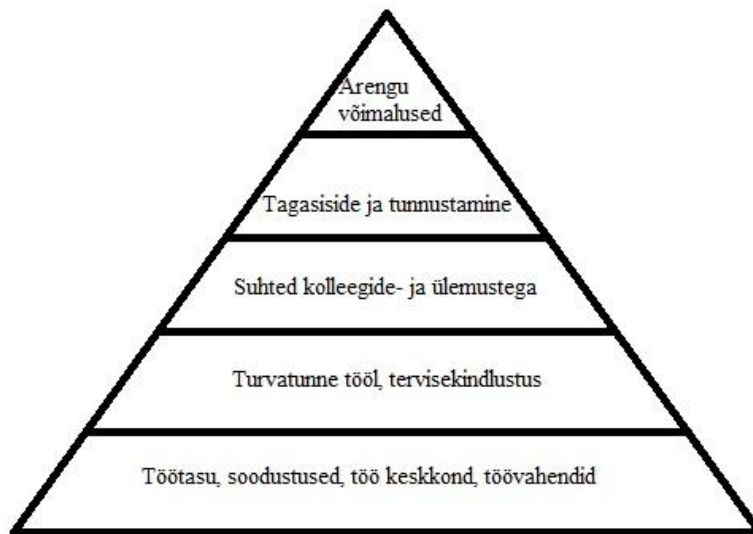 Arengu
võimalused
Tagasiside ja tunnustamine
Suhted kolleegide- ja ülemustega
Turvatunne tööl, tervisekindlustus
Töötasu, soodustused, töö keskkond, töövahendid